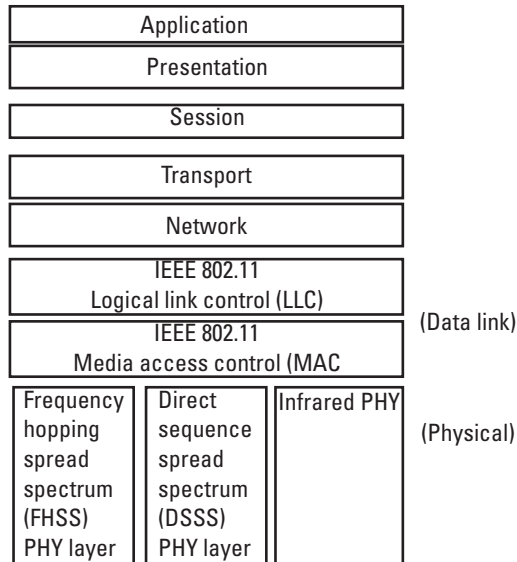 Application
Presentation
Session
Transport
Network
IEEE 802.11
Logical link control (LLC)
IEEE 802.11
Media access control (MAC
(Data link)
Frequency
hopping
spread
spectrum
(FHSS)
PHY layer
Direct
sequence
spread
spectrum
(DSSS)
PHY layer
Infrared PHY
(Physical)